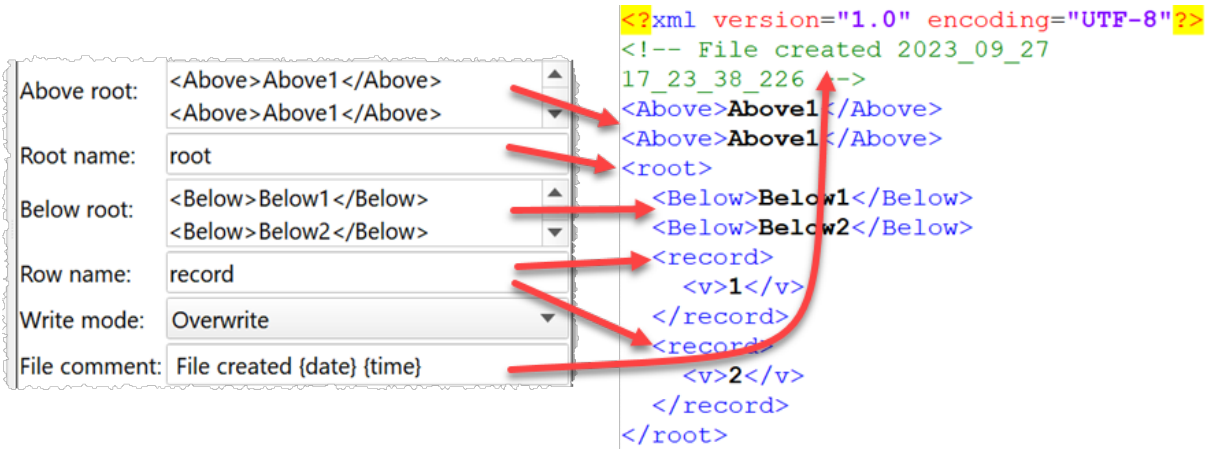 Above root:
<Above>Above1</Above>
<Above>Above1</Above>
Root name:
root
Below root:
<Below>Below1</Below>
<Below>Below2</Below>
Row name:
record
Write mode:
Overwrite
File comment:
File created {date} {time}
<?xml version="1.0" encoding="UTF-8"?>
<!-- File created 2023_09_27
17_23_38_226 -->
<Above>Above1</Above>
<Above>Above1</Above>
<root>
<Below>Below1</Below>
<Below>Below2</Below>
<record>
<v>1</v>
</record>
<record>
<v>2</v>
</record>
</root>